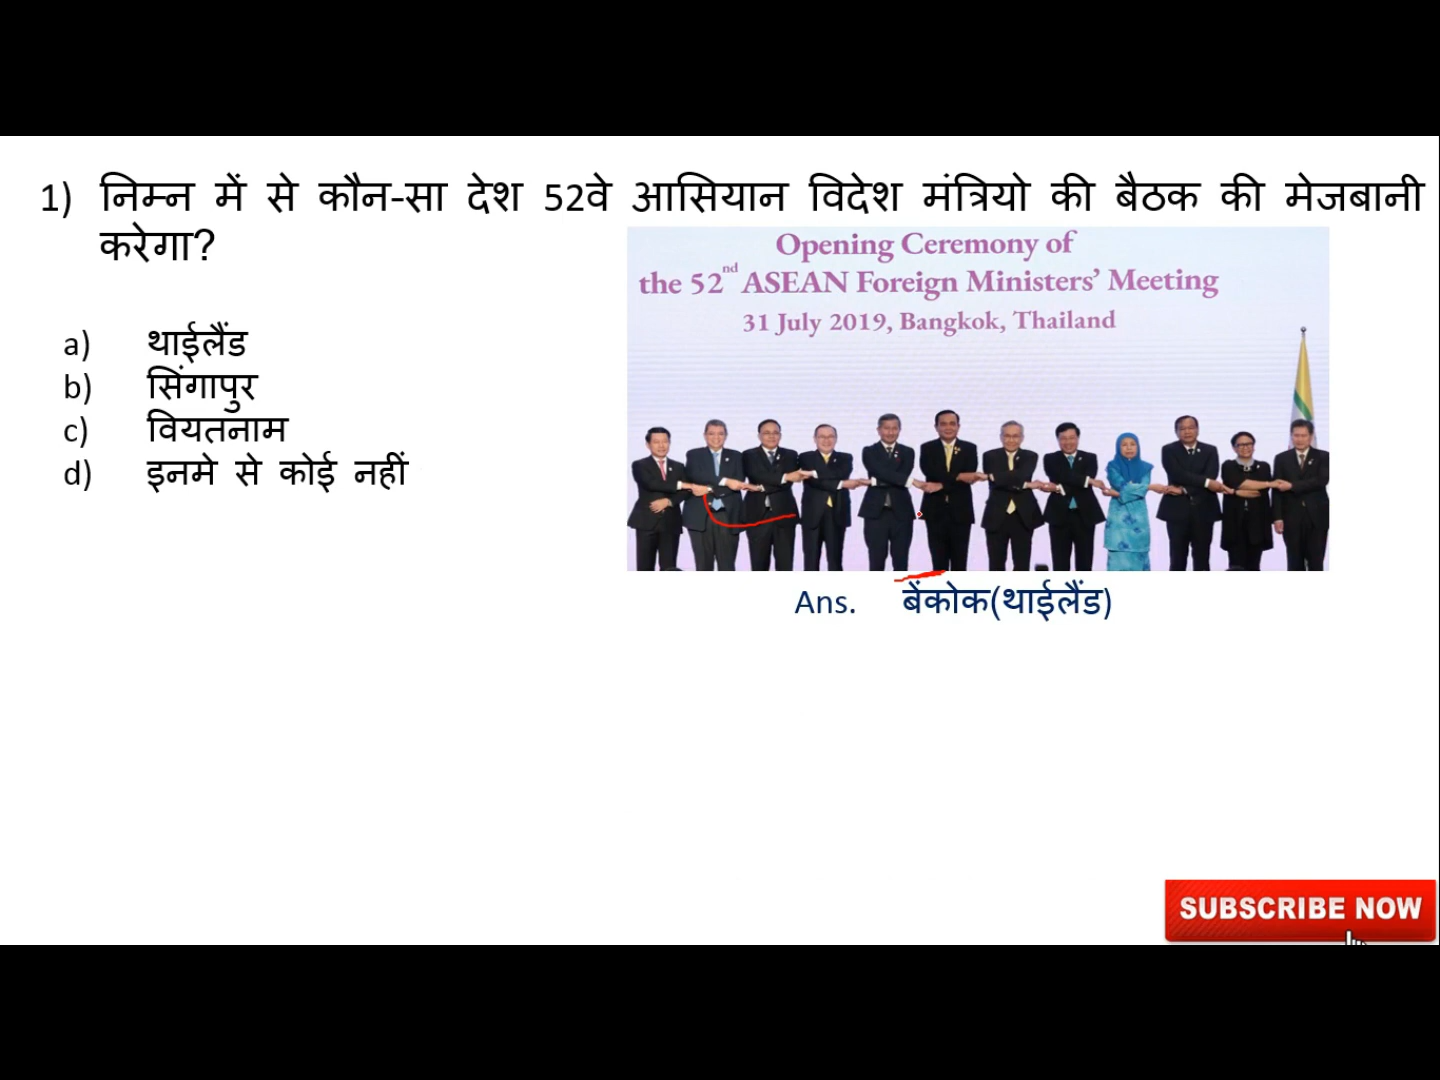 1) निम्न में से कौन-सा देश 52वे आसियान विदेश मंत्रियो की बैठक की मेजबानी
करेगा?
Opening Ceremony of
the 52nd ASEAN Foreign Ministers' Meeting
31 July 2019, Bangkok, Thailand
a) थाईलैंड
b) सिंगापुर
c) वियतनाम
d) इनमे से कोई नहीं
Ans. बेंकोक(थाईलैंड)
SUBSCRIBE NOW